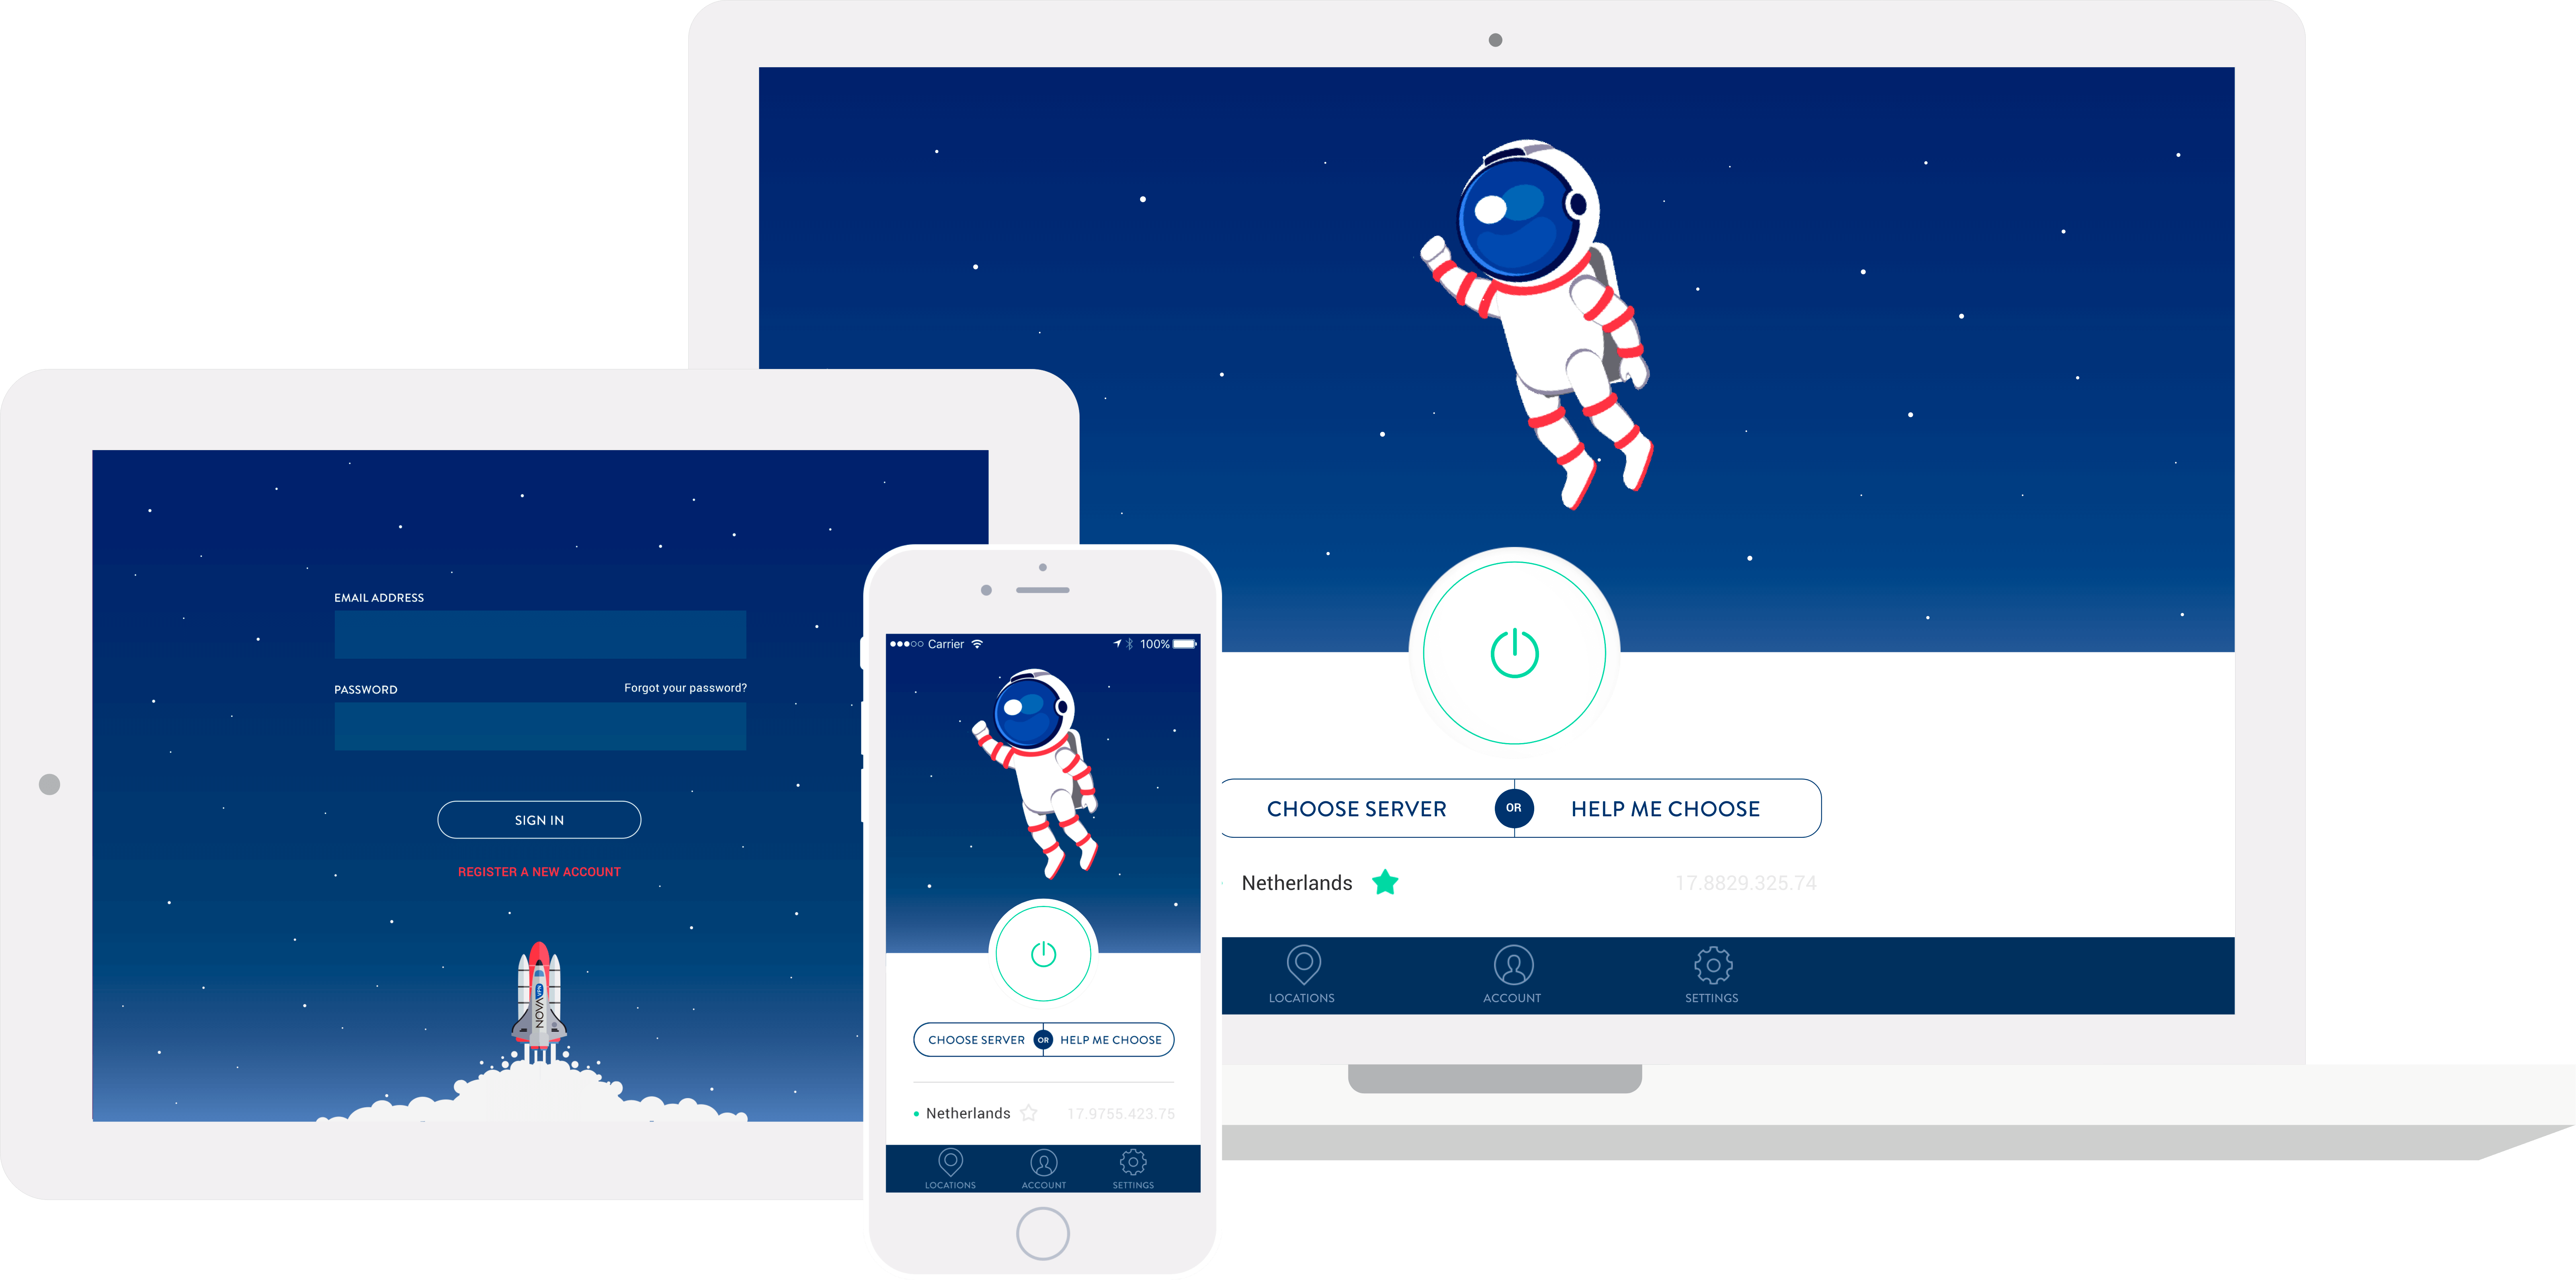 EMAIL ADDRESS
PASSWORD
Forgot your password?
SIGN IN
REGISTER A NEW ACCOUNT
NOW
Carrier
100%
CHOOSE SERVER OR HELP ME CHOOSE
Netherlands
17.9755.423.75
LOCATIONS
ACCOUNT
SETTINGS
CHOOSE SERVER OR HELP ME CHOOSE
Netherlands
17.8829.325.74
LOCATIONS
ACCOUNT
SETTINGS